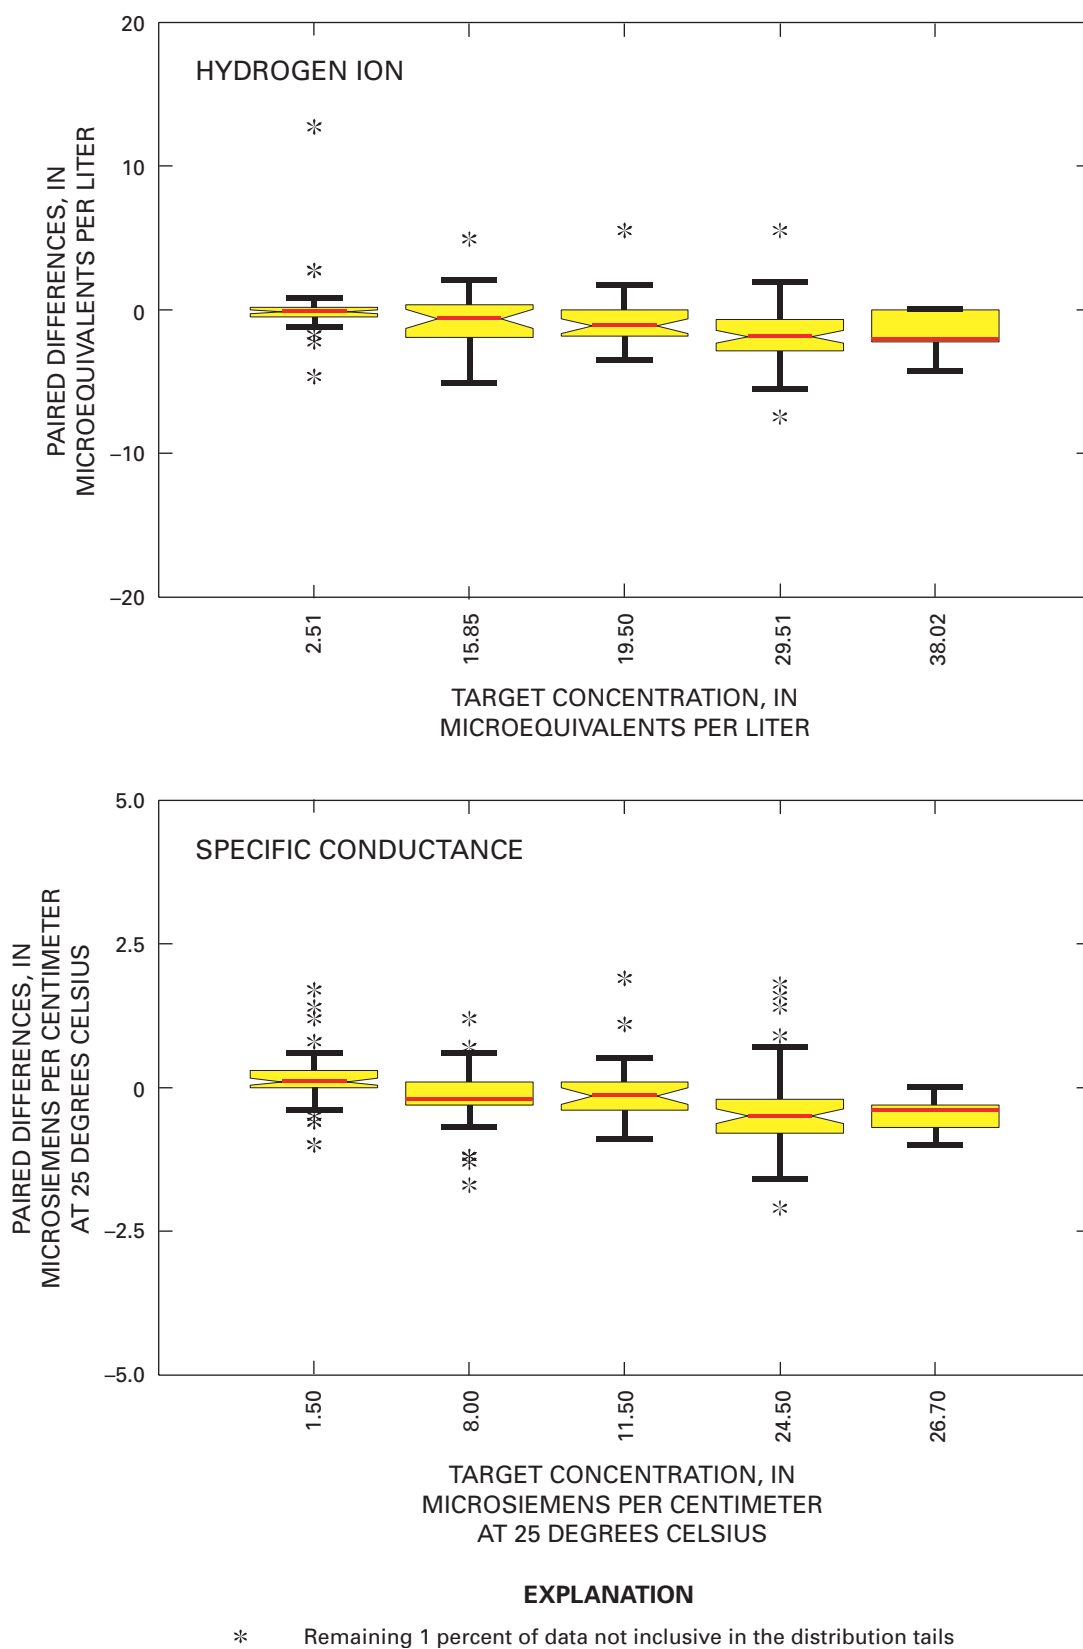 HYDROGEN ION
PAIRED DIFFERENCES, IN
MICROEQUIVALENTS PER LITER
20
10
0
–10
–20
2.51
15.85
19.50
29.51
38.02
TARGET CONCENTRATION, IN
MICROEQUIVALENTS PER LITER
SPECIFIC CONDUCTANCE
PAIRED DIFFERENCES, IN
MICROSIEMENS PER CENTIMETER
AT 25 DEGREES CELSIUS
5.0
2.5
0
–2.5
–5.0
1.50
8.00
11.50
24.50
26.70
TARGET CONCENTRATION, IN
MICROSIEMENS PER CENTIMETER
AT 25 DEGREES CELSIUS
EXPLANATION
* Remaining 1 percent of data not inclusive in the distribution tails